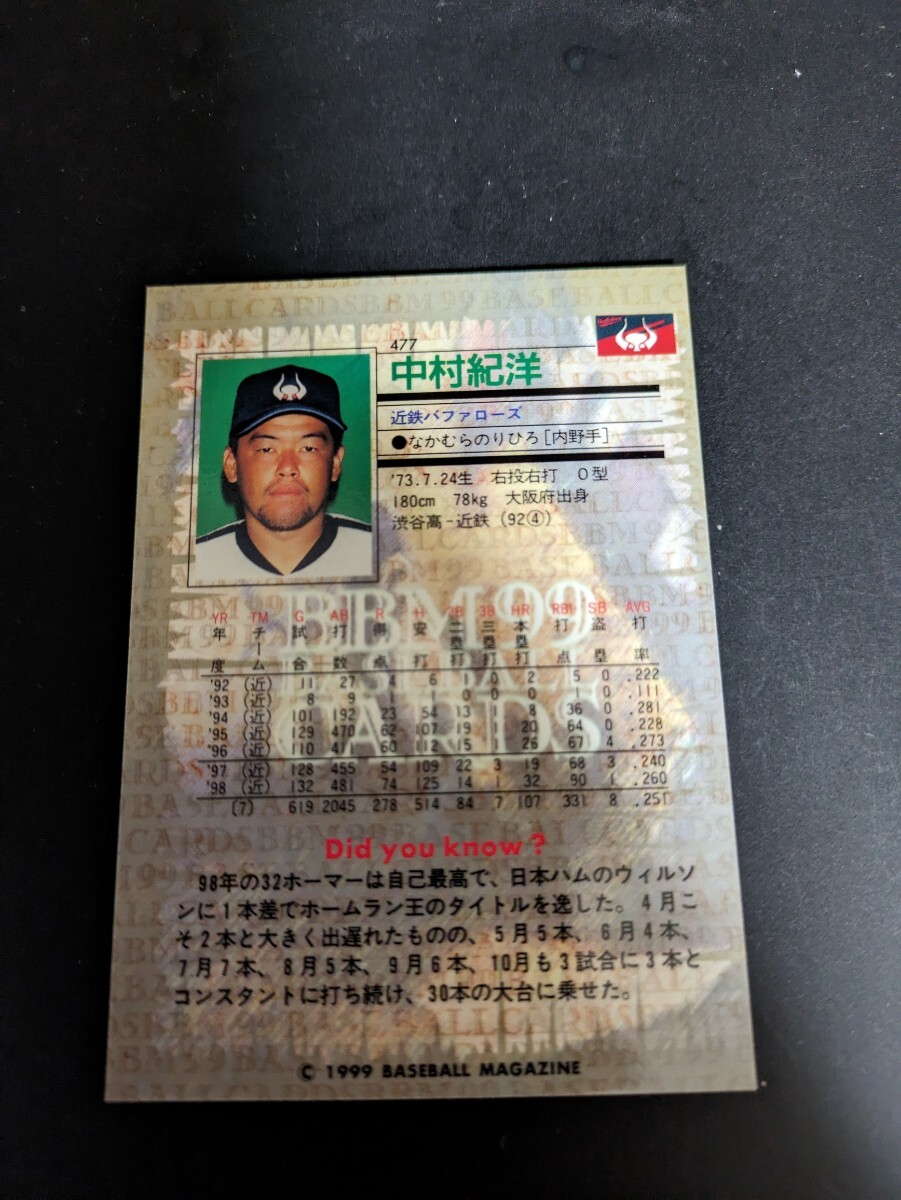 BALLCARDSBBM99BASEBALLC
477
中村紀洋
近鉄バファローズ
●なかむらのりひろ[内野手]
'73.7.24生 右投右打 O型
180cm 78kg 大阪府出身
渋谷高-近鉄(92④)
BBM 99
BASEBALL
CARDS
YR TM G AB R H 2B 3B HR RBI SB AVG
年度 チーム 試合 打数 得点 安打 二塁打 三塁打 本塁打 打点 盗塁 打率
'92 (近) 11 27 4 6 1 0 2 5 0 .222
'93 (近) 8 9 1 1 0 0 0 1 0 .111
'94 (近) 101 192 23 54 13 1 8 36 0 .281
'95 (近) 129 470 62 107 19 1 20 64 0 .228
'96 (近) 110 411 60 112 15 1 26 67 4 .273
'97 (近) 128 455 54 109 22 3 19 68 3 .240
'98 (近) 132 481 74 125 14 1 32 90 1 .260
(7) 619 2045 278 514 84 7 107 331 8 .251
Did you know?
98年の32ホーマーは自己最高で、日本ハムのウィルソ
ンに1本差でホームラン王のタイトルを逸した。4月こ
そ2本と大きく出遅れたものの、5月5本、6月4本、
7月7本、8月5本、9月6本、10月も3試合に3本と
コンスタントに打ち続け、30本の大台に乗せた。
© 1999 BASEBALL MAGAZINE